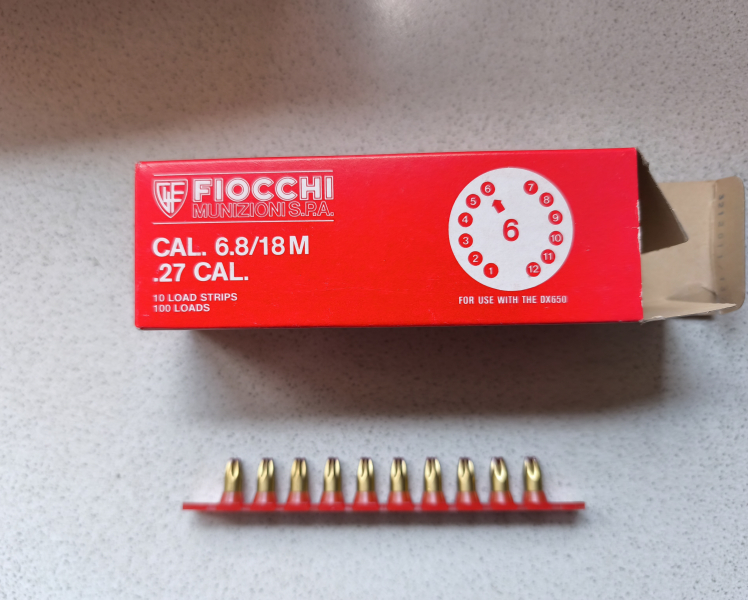 FIOCCHI
MUNIZIONI S.P.A.
CAL. 6.8/18 M
.27 CAL.
10 LOAD STRIPS
100 LOADS
6 7
5 8
4 6 9
3 10
2 11
1 12
FOR USE WITH THE DX650